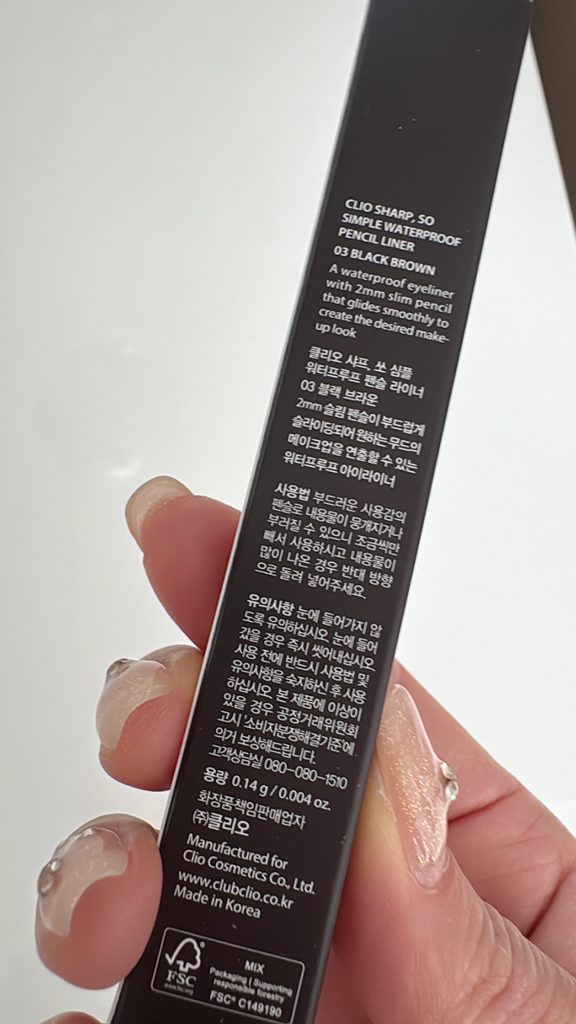 CLIO SHARP, SO
SIMPLE WATERPROOF
PENCIL LINER
03 BLACK BROWN
A waterproof eyeliner
with 2mm slim pencil
that glides smoothly to
create the desired make-
up look
클리오 샤프, 쏘 심플
워터프루프 펜슬 라이너
03 블랙 브라운
2mm 슬림 펜슬이 부드럽게
슬라이딩되어 원하는 무드의
메이크업을 연출할 수 있는
워터프루프 아이라이너
사용법 부드러운 사용감의
펜슬로 내용물이 뭉개지거나
부러질 수 있으니 조금씩만
빼서 사용하시고 내용물이
많이 나온 경우 반대 방향
으로 돌려 넣어주세요.
유의사항 눈에 들어가지 않
도록 유의하십시오. 눈에 들어
갔을 경우 즉시 씻어내십시오.
사용 전에 반드시 사용법 및
유의사항을 숙지하신 후 사용
하십시오. 본 제품에 이상이
있을 경우 공정거래위원회
고시 '소비자분쟁해결기준'에
의거 보상해드립니다.
고객상담실 080-080-1510
용량 0.14 g / 0.004 oz.
화장품책임판매업자
(주)클리오
Manufactured for
Clio Cosmetics Co., Ltd.
www.clubclio.co.kr
Made in Korea
FSC
www.fsc.org
MIX
Packaging | Supporting
responsible forestry
FSC® C149190